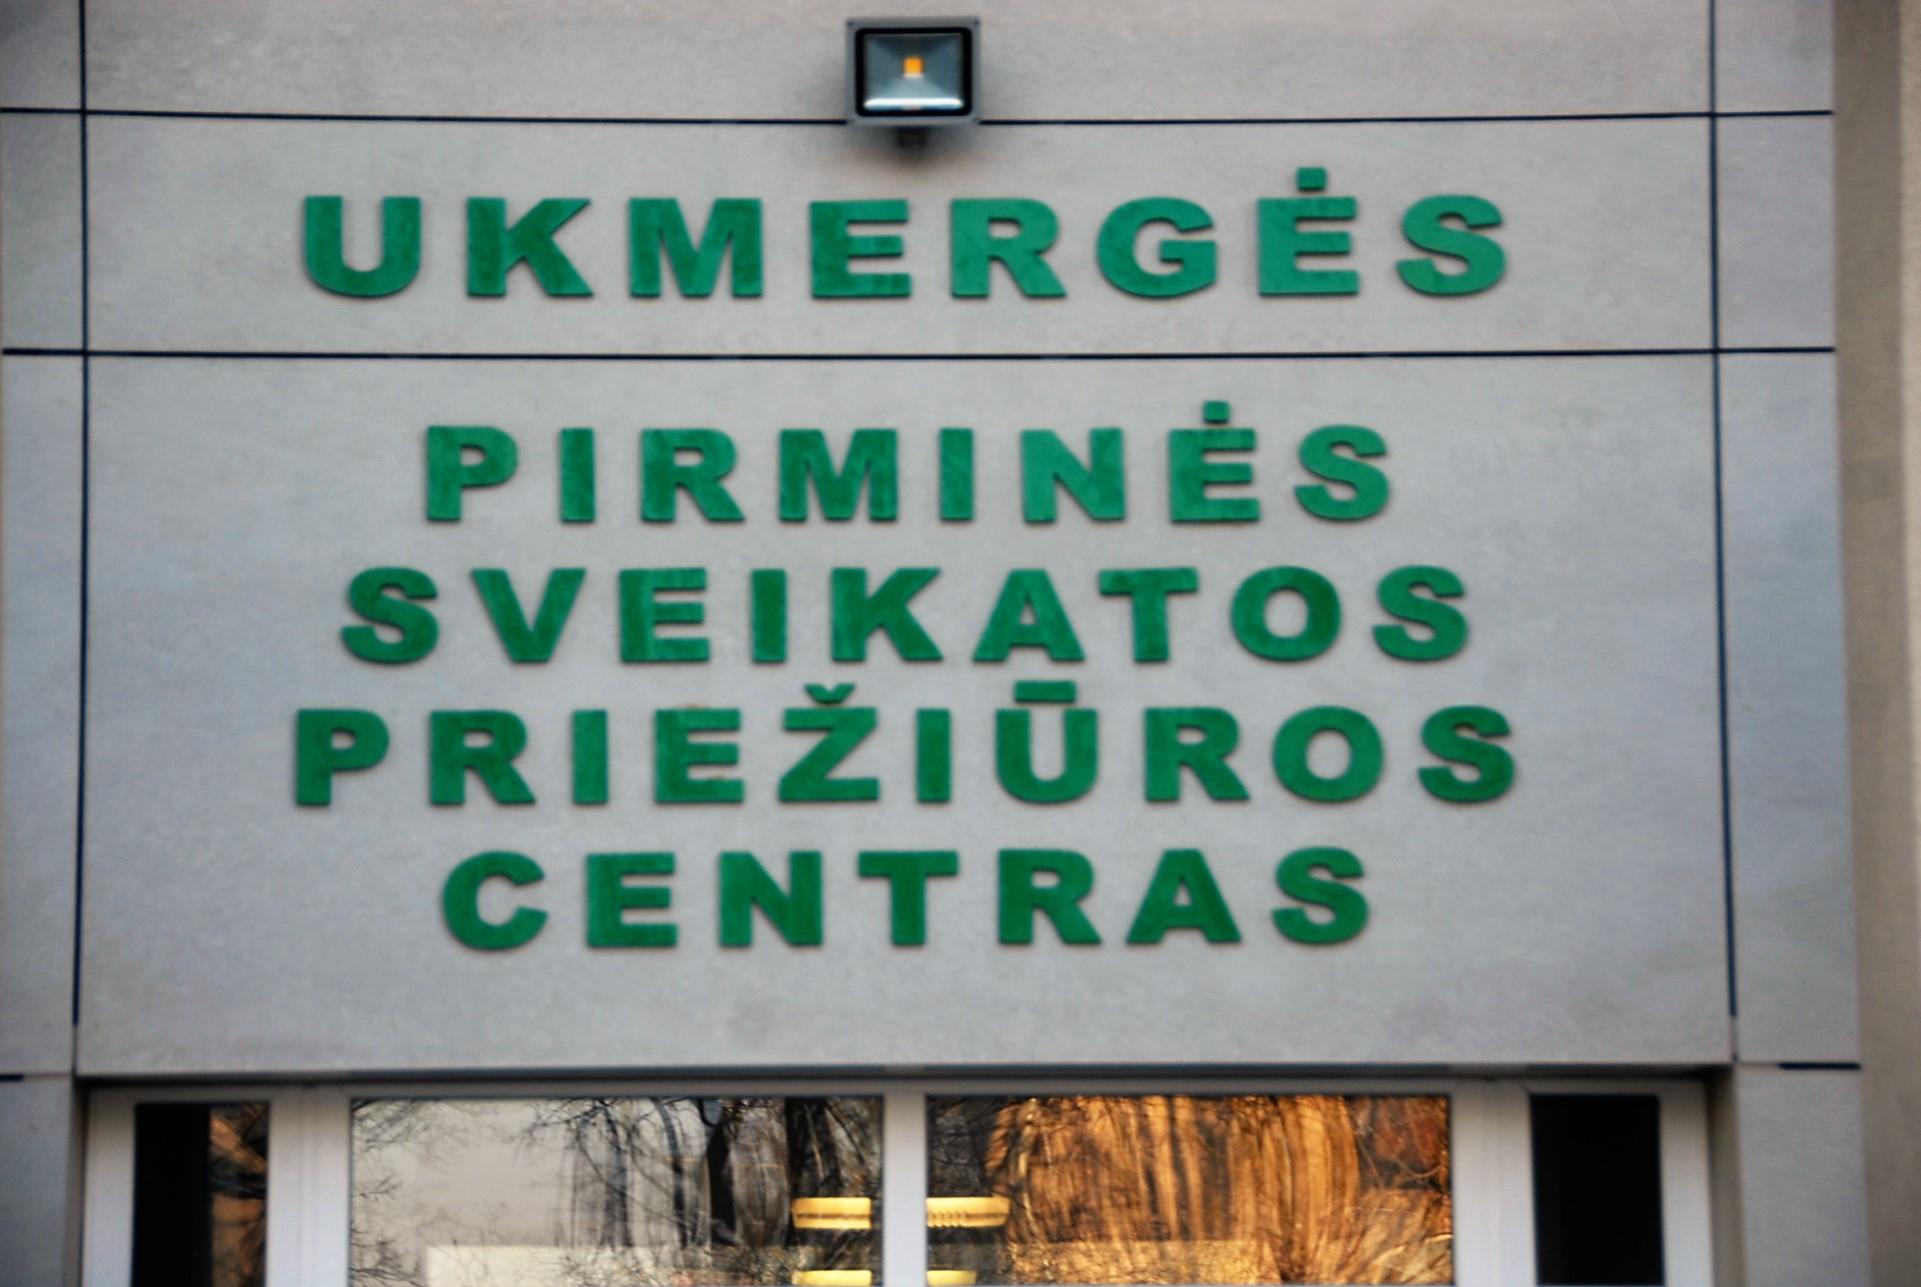 UKMERGĖS
PIRMINĖS
SVEIKATOS
PRIEŽIŪROS
CENTRAS